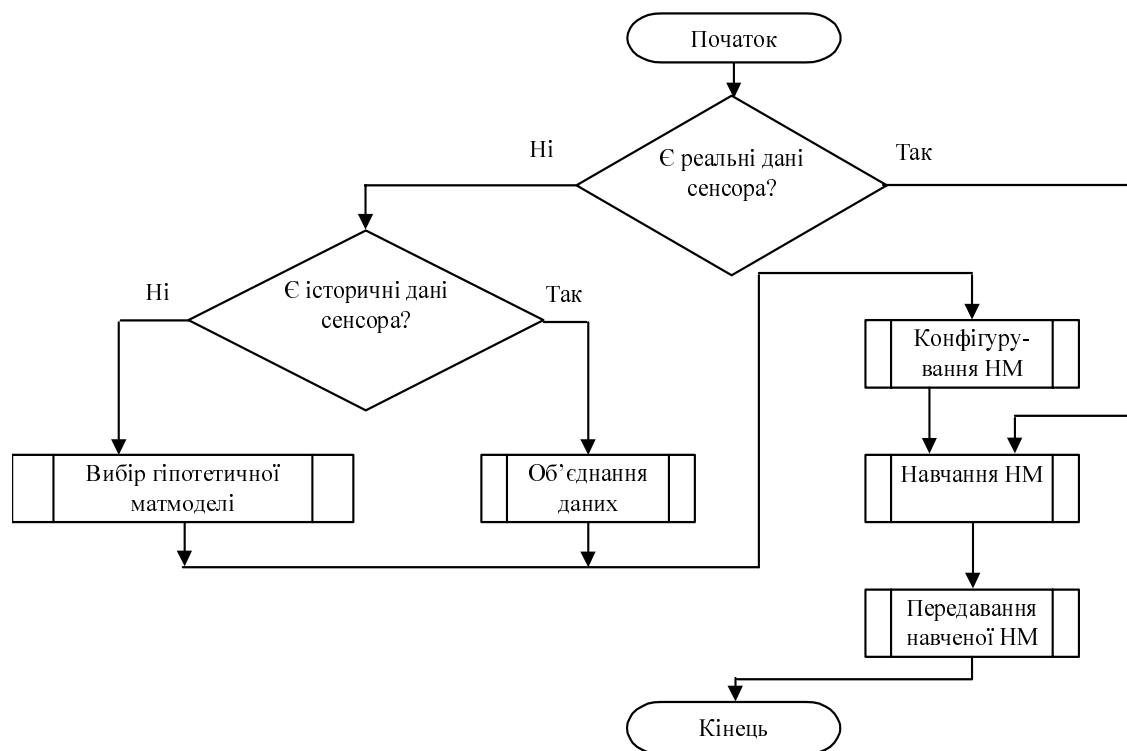 Початок
Ні
Є реальні дані
сенсора?
Так
Ні
Є історичні дані
сенсора?
Так
Конфігуру-
вання НМ
Вибір гіпотетичної
матмоделі
Об’єднання
даних
Навчання НМ
Передавання
навченої НМ
Кінець